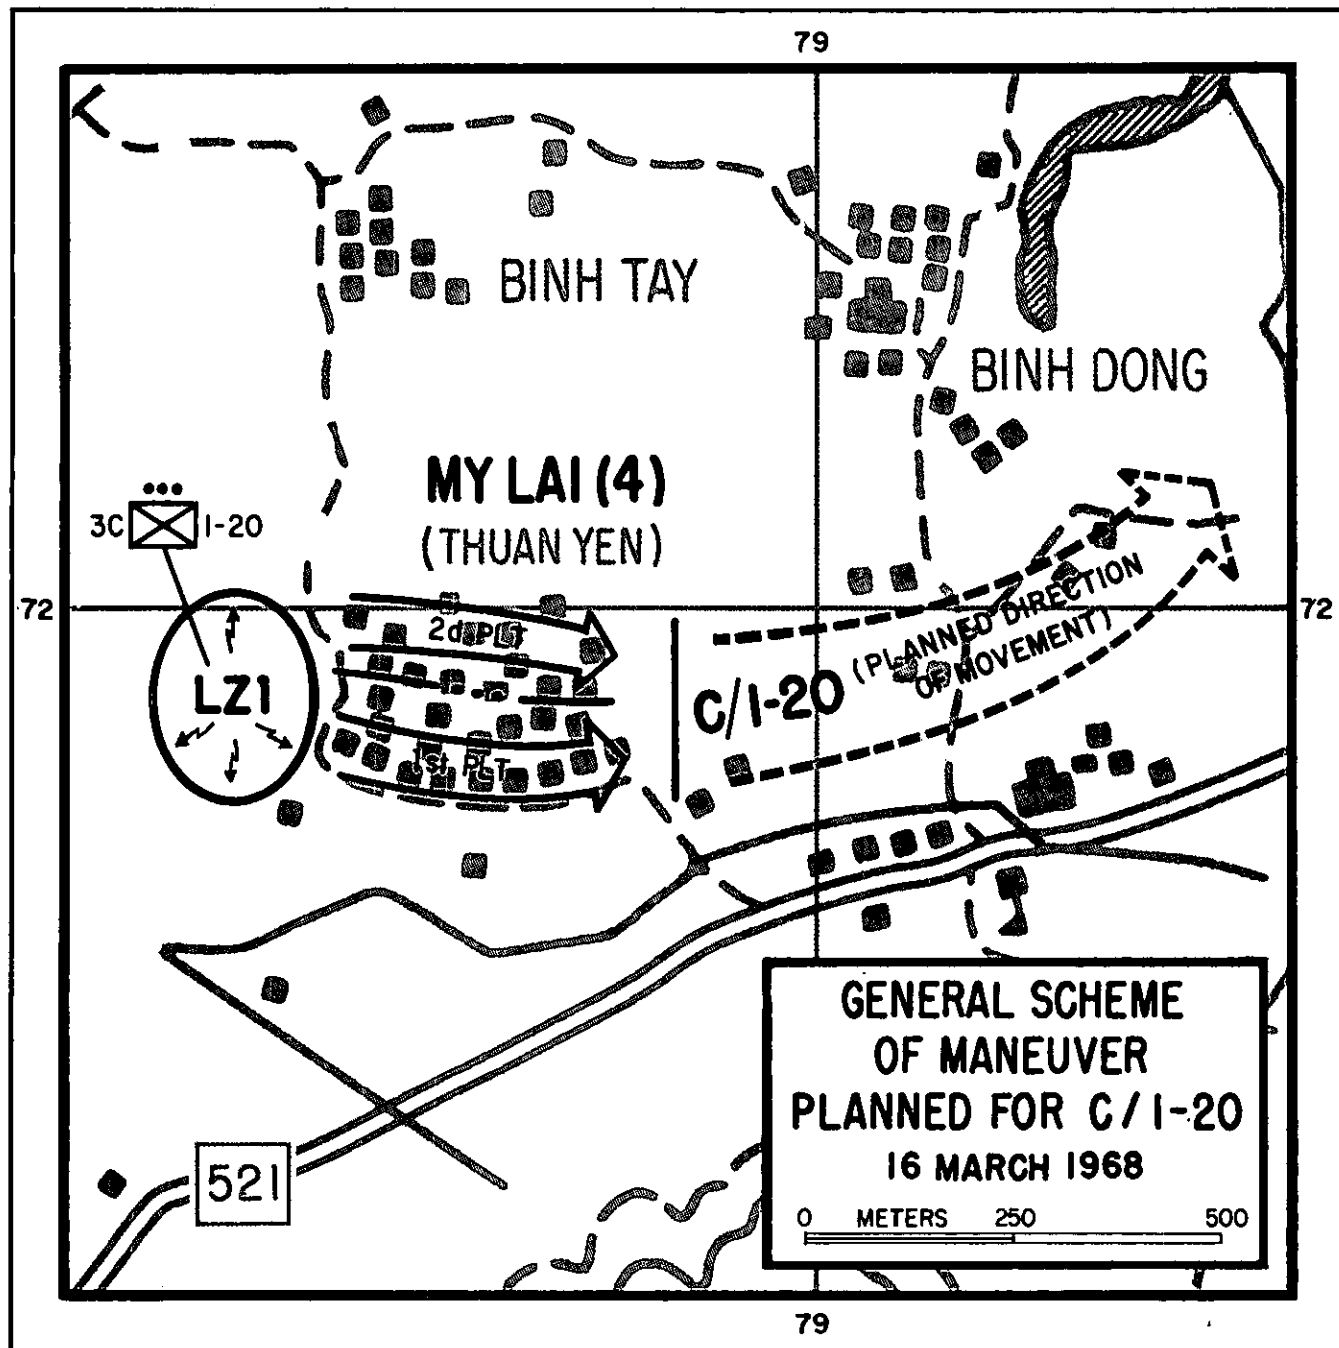 79
BINH TAY
BINH DONG
MY LAI (4)
(THUAN YEN)
3C 1-20
72
72
2d PLT
LZ1
C/1-20
(PLANNED DIRECTION
OF MOVEMENT)
1st PLT
521
GENERAL SCHEME
OF MANEUVER
PLANNED FOR C/1-20
16 MARCH 1968
0 METERS 250 500
79